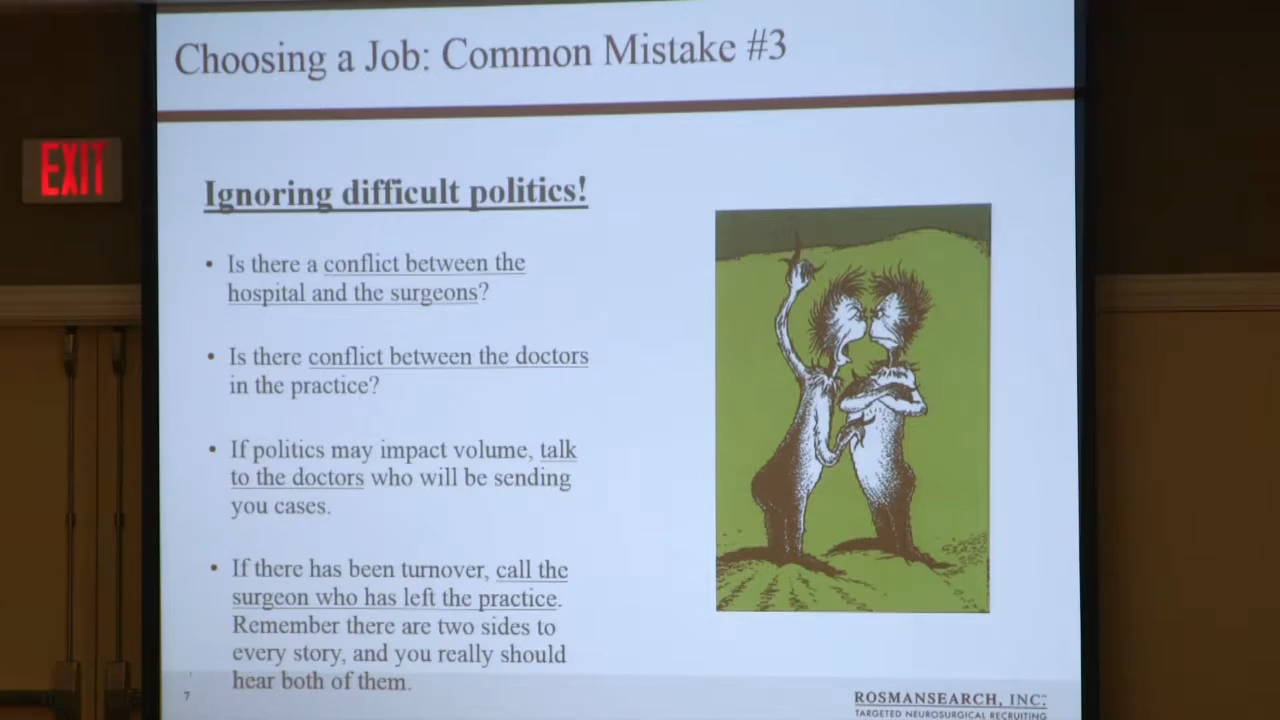 Choosing a Job: Common Mistake #3
EXIT
Ignoring difficult politics!
• Is there a conflict between the
hospital and the surgeons?
• Is there conflict between the doctors
in the practice?
• If politics may impact volume, talk
to the doctors who will be sending
you cases.
• If there has been turnover, call the
surgeon who has left the practice.
Remember there are two sides to
every story, and you really should
hear both of them.
7
ROSMANSEARCH, INC.™
TARGETED NEUROSURGICAL RECRUITING